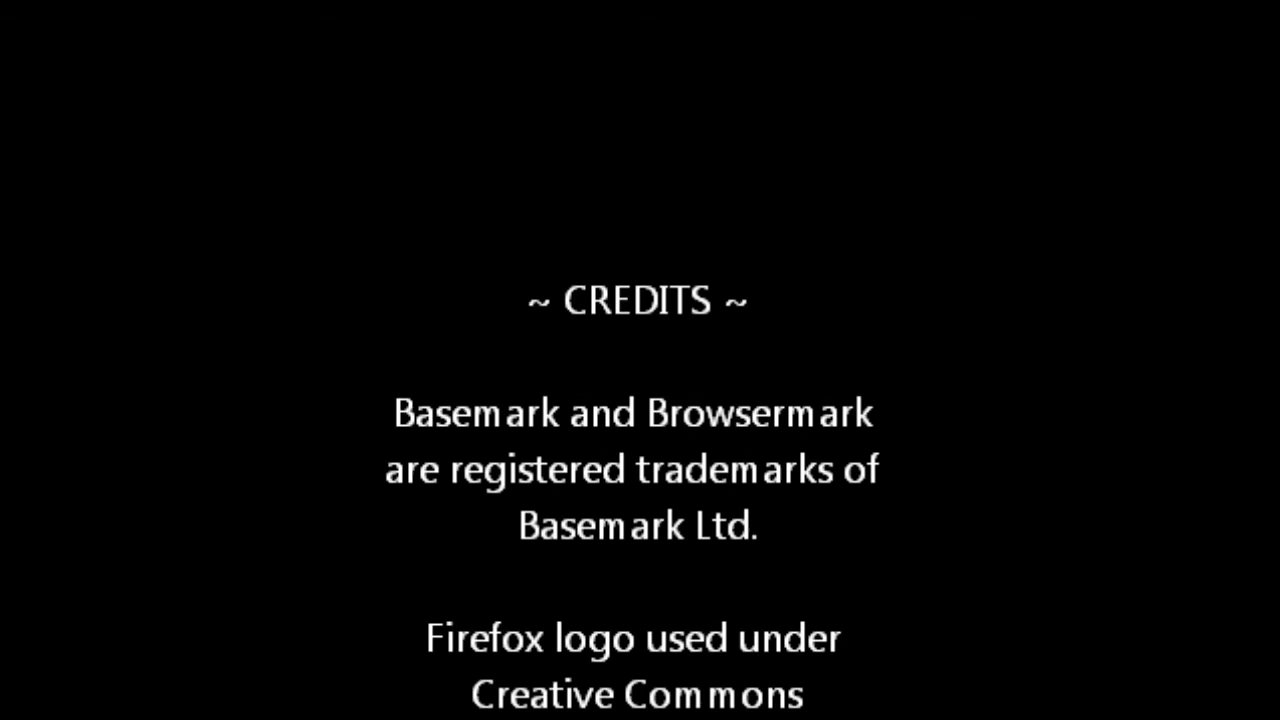 ~ CREDITS ~
Basemark and Browsermark
are registered trademarks of
Basemark Ltd.
Firefox logo used under
Creative Commons